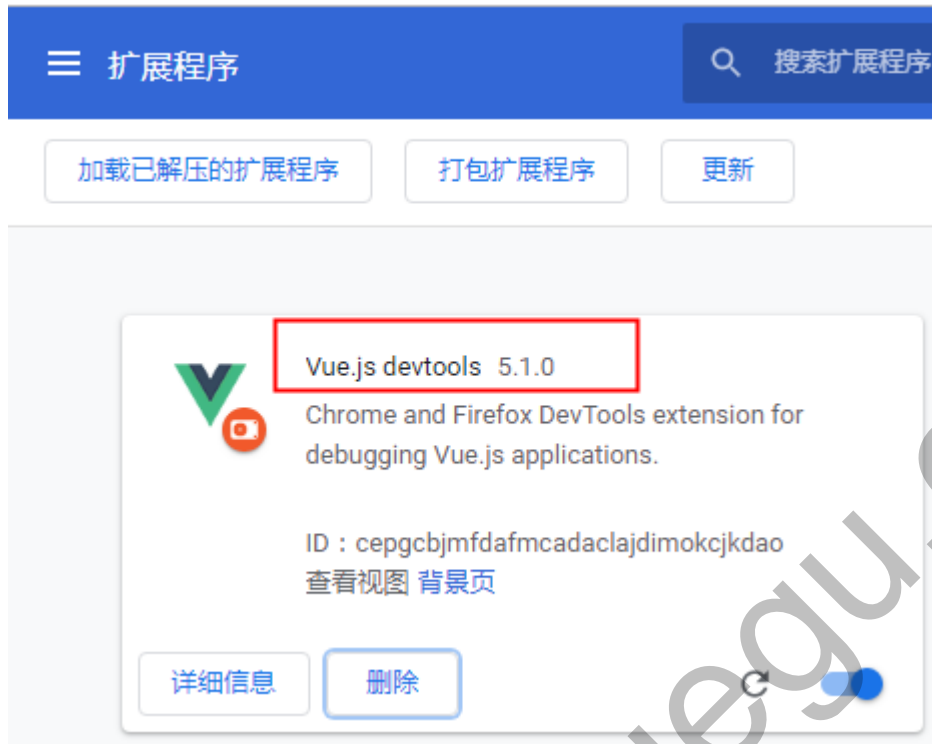 扩展程序
搜索扩展程序
加载已解压的扩展程序 打包扩展程序 更新
Vue.js devtools 5.1.0
Chrome and Firefox DevTools extension for
debugging Vue.js applications.
ID：cepgcbjmfdafmcadaclajdimokcjkdao
查看视图 背景页
详细信息 删除